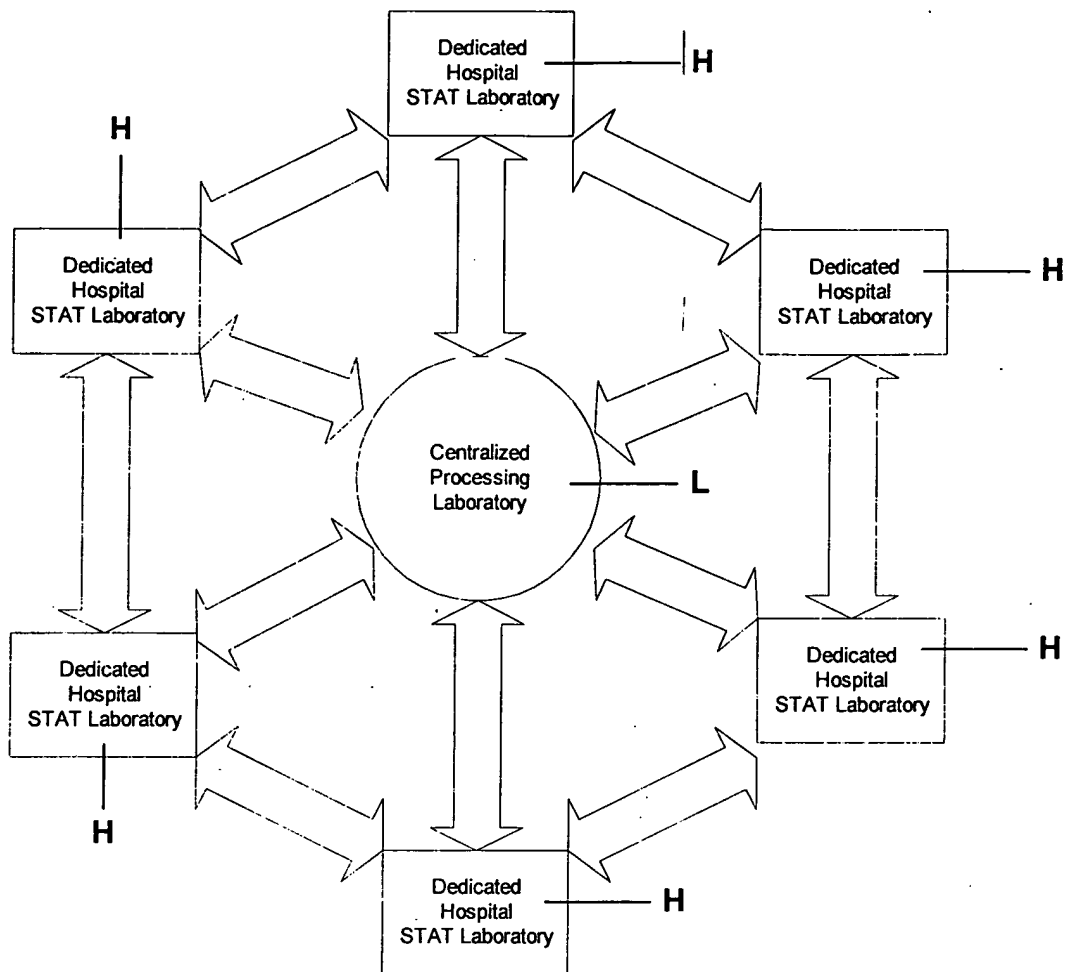 Dedicated
Hospital
STAT Laboratory
H
H
Dedicated
Hospital
STAT Laboratory
Dedicated
Hospital
STAT Laboratory
H
Centralized
Processing
Laboratory
L
Dedicated
Hospital
STAT Laboratory
H
Dedicated
Hospital
STAT Laboratory
H
Dedicated
Hospital
STAT Laboratory
H